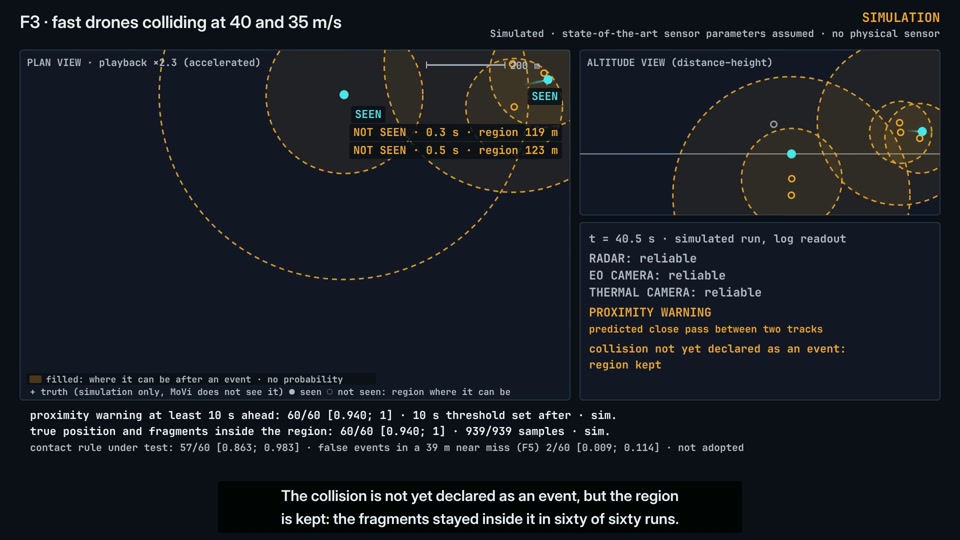 F3 · fast drones colliding at 40 and 35 m/s
SIMULATION
Simulated · state-of-the-art sensor parameters assumed · no physical sensor
PLAN VIEW · playback ×2.3 (accelerated)
200 m
SEEN
SEEN
NOT SEEN · 0.3 s · region 119 m
NOT SEEN · 0.5 s · region 123 m
filled: where it can be after an event · no probability
+ truth (simulation only, MoVi does not see it) ● seen ○ not seen: region where it can be
ALTITUDE VIEW (distance-height)
t = 40.5 s · simulated run, log readout
RADAR: reliable
EO CAMERA: reliable
THERMAL CAMERA: reliable
PROXIMITY WARNING
predicted close pass between two tracks
collision not yet declared as an event:
region kept
proximity warning at least 10 s ahead: 60/60 [0.940; 1] · 10 s threshold set after · sim.
true position and fragments inside the region: 60/60 [0.940; 1] · 939/939 samples · sim.
contact rule under test: 57/60 [0.863; 0.983] · false events in a 39 m near miss (F5) 2/60 [0.009; 0.114] · not adopted
The collision is not yet declared as an event, but the region
is kept: the fragments stayed inside it in sixty of sixty runs.